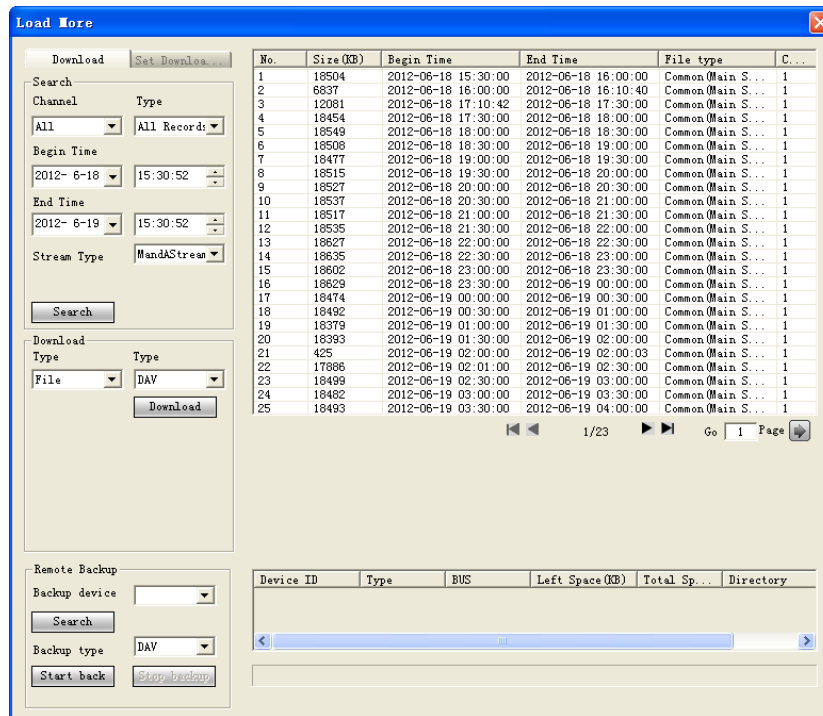 Load More
Download
Set Downloa...
Search
Channel Type
All All Records
Begin Time
2012- 6-18 15:30:52
End Time
2012- 6-19 15:30:52
Stream Type MandAStream
Search
Download
Type Type
File DAV
Download
Remote Backup
Backup device
Search
Backup type DAV
Start back Stop backup
No. Size(KB) Begin Time End Time File type C...
1 18504 2012-06-18 15:30:00 2012-06-18 16:00:00 Common(Main S... 1
2 6837 2012-06-18 16:00:00 2012-06-18 16:10:40 Common(Main S... 1
3 12081 2012-06-18 17:10:42 2012-06-18 17:30:00 Common(Main S... 1
4 18454 2012-06-18 17:30:00 2012-06-18 18:00:00 Common(Main S... 1
5 18549 2012-06-18 18:00:00 2012-06-18 18:30:00 Common(Main S... 1
6 18508 2012-06-18 18:30:00 2012-06-18 19:00:00 Common(Main S... 1
7 18477 2012-06-18 19:00:00 2012-06-18 19:30:00 Common(Main S... 1
8 18515 2012-06-18 19:30:00 2012-06-18 20:00:00 Common(Main S... 1
9 18527 2012-06-18 20:00:00 2012-06-18 20:30:00 Common(Main S... 1
10 18537 2012-06-18 20:30:00 2012-06-18 21:00:00 Common(Main S... 1
11 18517 2012-06-18 21:00:00 2012-06-18 21:30:00 Common(Main S... 1
12 18535 2012-06-18 21:30:00 2012-06-18 22:00:00 Common(Main S... 1
13 18627 2012-06-18 22:00:00 2012-06-18 22:30:00 Common(Main S... 1
14 18635 2012-06-18 22:30:00 2012-06-18 23:00:00 Common(Main S... 1
15 18602 2012-06-18 23:00:00 2012-06-18 23:30:00 Common(Main S... 1
16 18629 2012-06-18 23:30:00 2012-06-19 00:00:00 Common(Main S... 1
17 18474 2012-06-19 00:00:00 2012-06-19 00:30:00 Common(Main S... 1
18 18492 2012-06-19 00:30:00 2012-06-19 01:00:00 Common(Main S... 1
19 18379 2012-06-19 01:00:00 2012-06-19 01:30:00 Common(Main S... 1
20 18393 2012-06-19 01:30:00 2012-06-19 02:00:00 Common(Main S... 1
21 425 2012-06-19 02:00:00 2012-06-19 02:00:03 Common(Main S... 1
22 17886 2012-06-19 02:01:00 2012-06-19 02:30:00 Common(Main S... 1
23 18499 2012-06-19 02:30:00 2012-06-19 03:00:00 Common(Main S... 1
24 18482 2012-06-19 03:00:00 2012-06-19 03:30:00 Common(Main S... 1
25 18493 2012-06-19 03:30:00 2012-06-19 04:00:00 Common(Main S... 1
1/23 Go 1 Page
Device ID Type BUS Left Space(KB) Total Sp... Directory